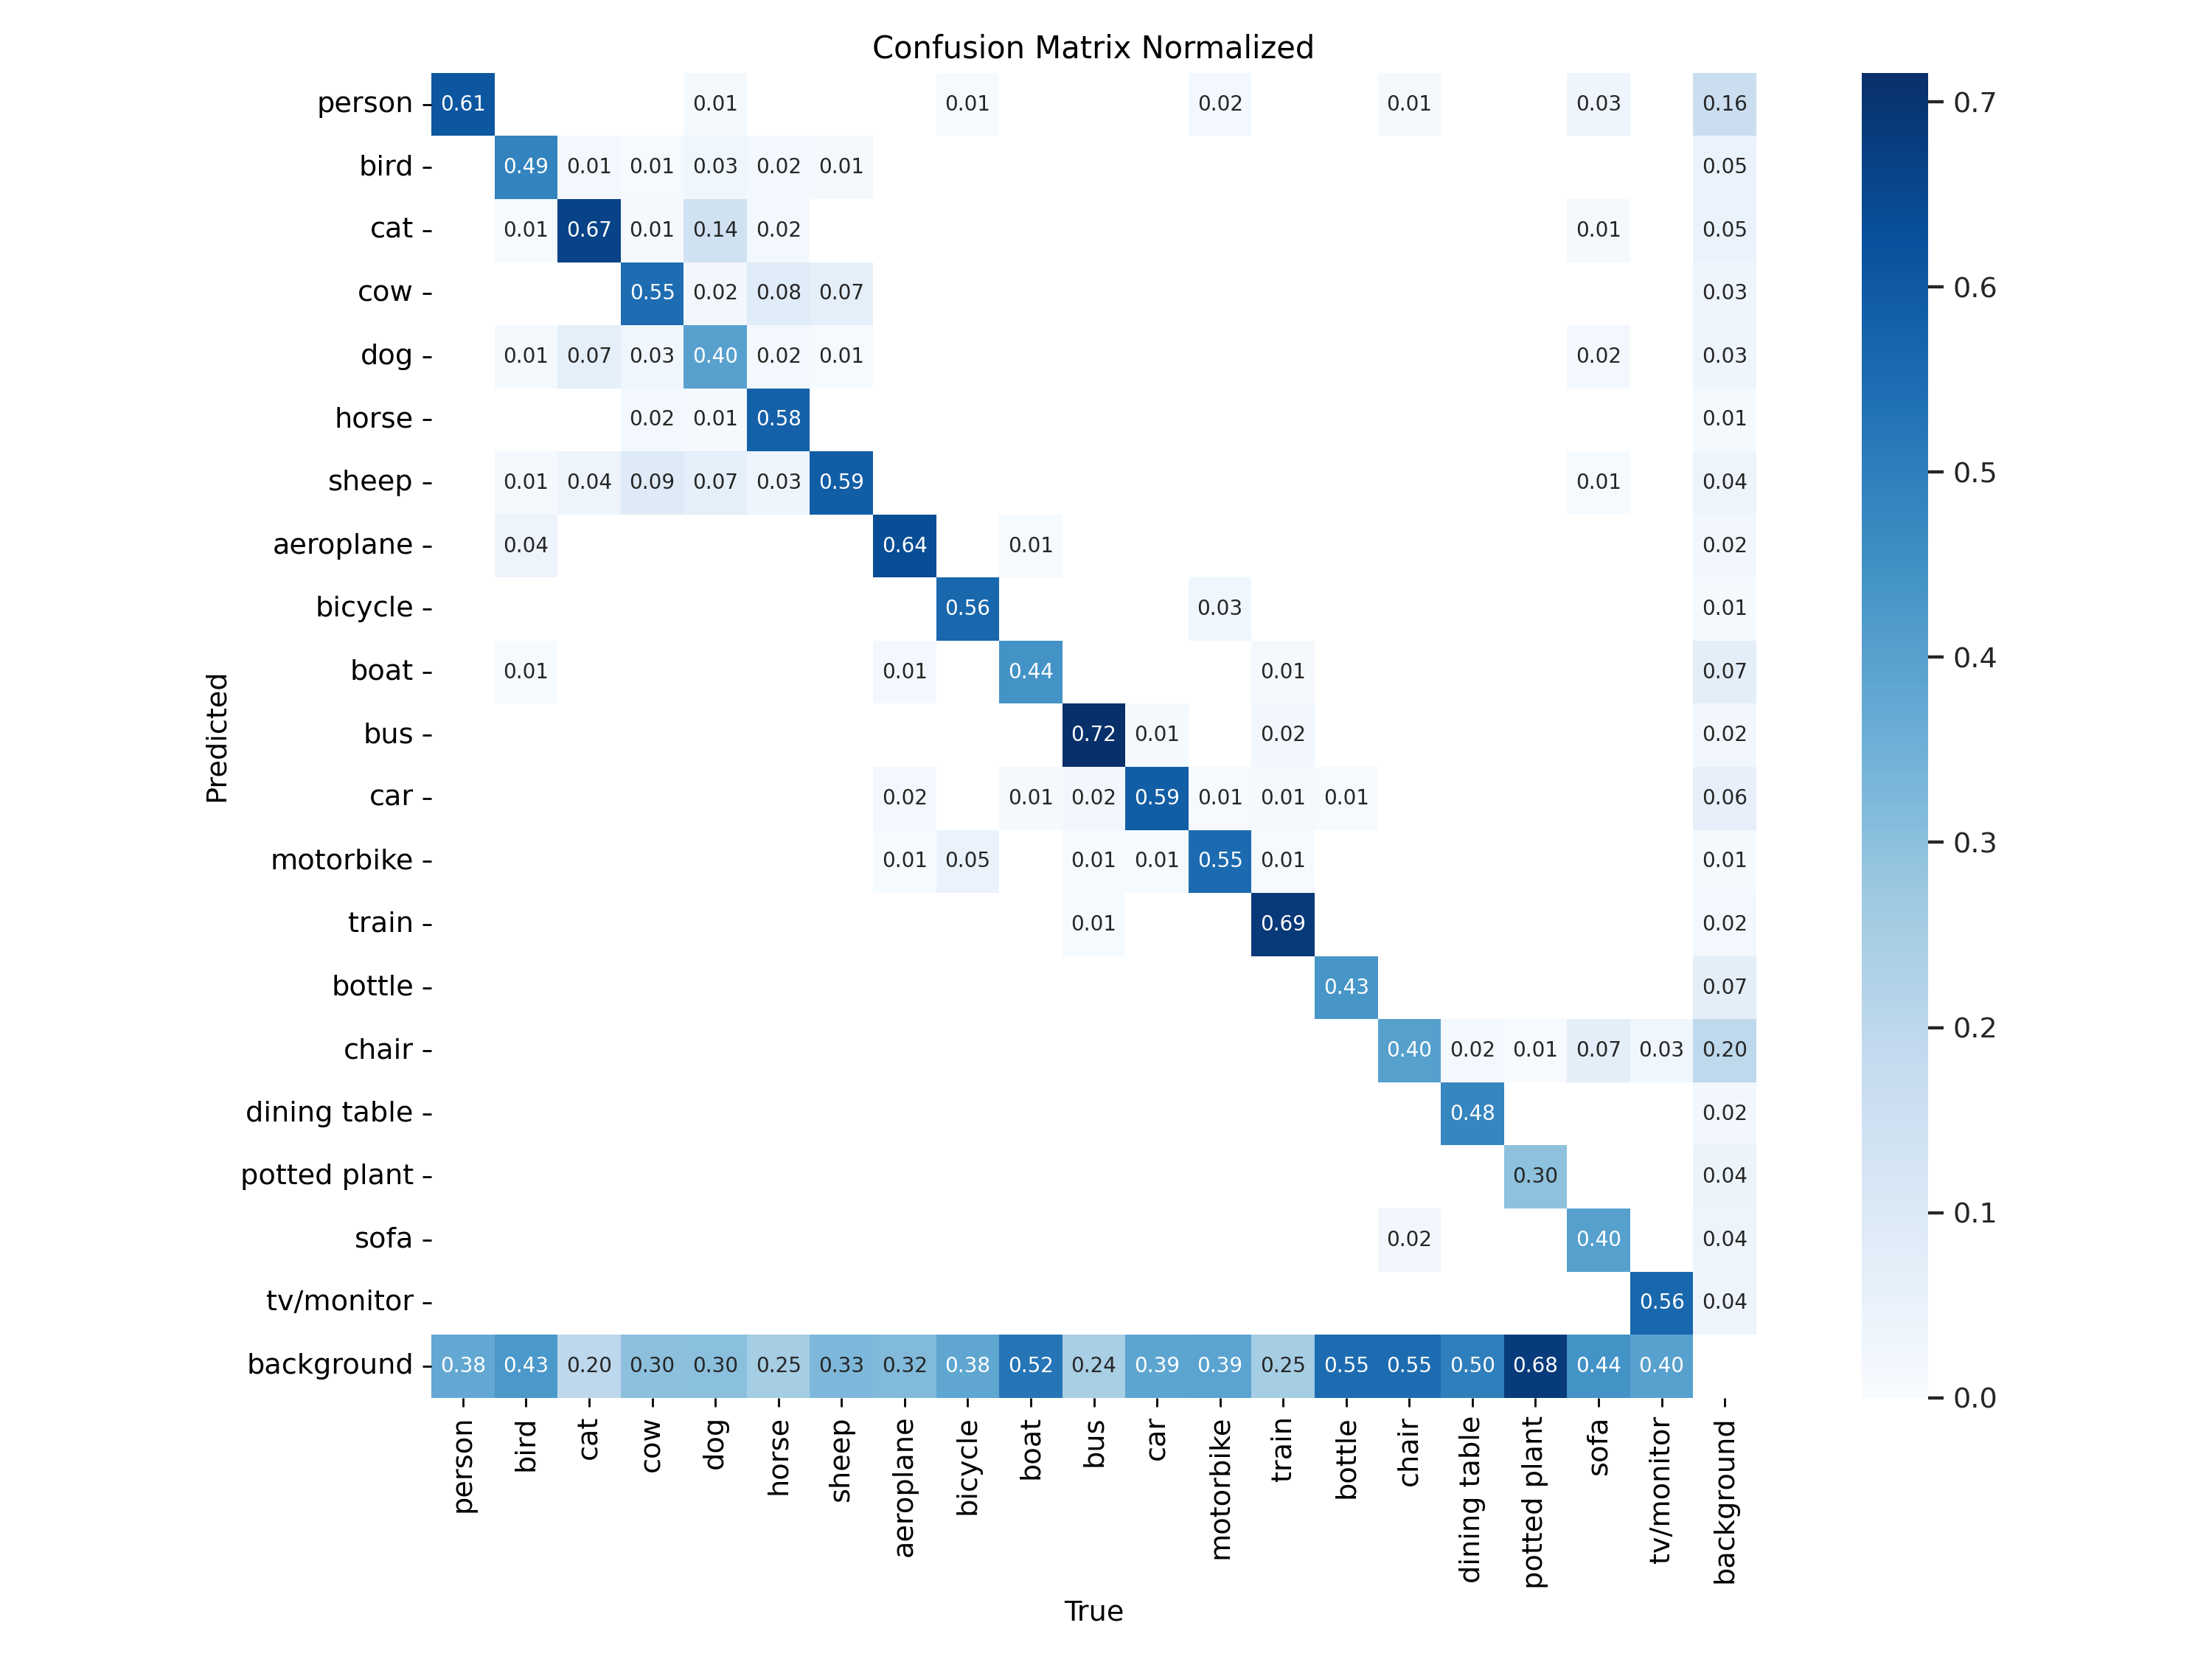 Confusion Matrix Normalized
person 0.61 0.01 0.01 0.02 0.01 0.03 0.16
bird 0.49 0.01 0.01 0.03 0.02 0.01 0.05
cat 0.01 0.67 0.01 0.14 0.02 0.01 0.05
cow 0.55 0.02 0.08 0.07 0.03
dog 0.01 0.07 0.03 0.40 0.02 0.01 0.02 0.03
horse 0.02 0.01 0.58 0.01
sheep 0.01 0.04 0.09 0.07 0.03 0.59 0.01 0.04
aeroplane 0.04 0.64 0.01 0.02
bicycle 0.56 0.03 0.01
boat 0.01 0.01 0.44 0.01 0.07
bus 0.72 0.01 0.02 0.02
car 0.02 0.01 0.02 0.59 0.01 0.01 0.01 0.06
motorbike 0.01 0.05 0.01 0.01 0.55 0.01 0.01
train 0.01 0.69 0.02
bottle 0.43 0.07
chair 0.40 0.02 0.01 0.07 0.03 0.20
dining table 0.48 0.02
potted plant 0.30 0.04
sofa 0.02 0.40 0.04
tv/monitor 0.56 0.04
background 0.38 0.43 0.20 0.30 0.30 0.25 0.33 0.32 0.38 0.52 0.24 0.39 0.39 0.25 0.55 0.55 0.50 0.68 0.44 0.40
person bird cat cow dog horse sheep aeroplane bicycle boat bus car motorbike train bottle chair dining table potted plant sofa tv/monitor background
True
Predicted
0.7
0.6
0.5
0.4
0.3
0.2
0.1
0.0